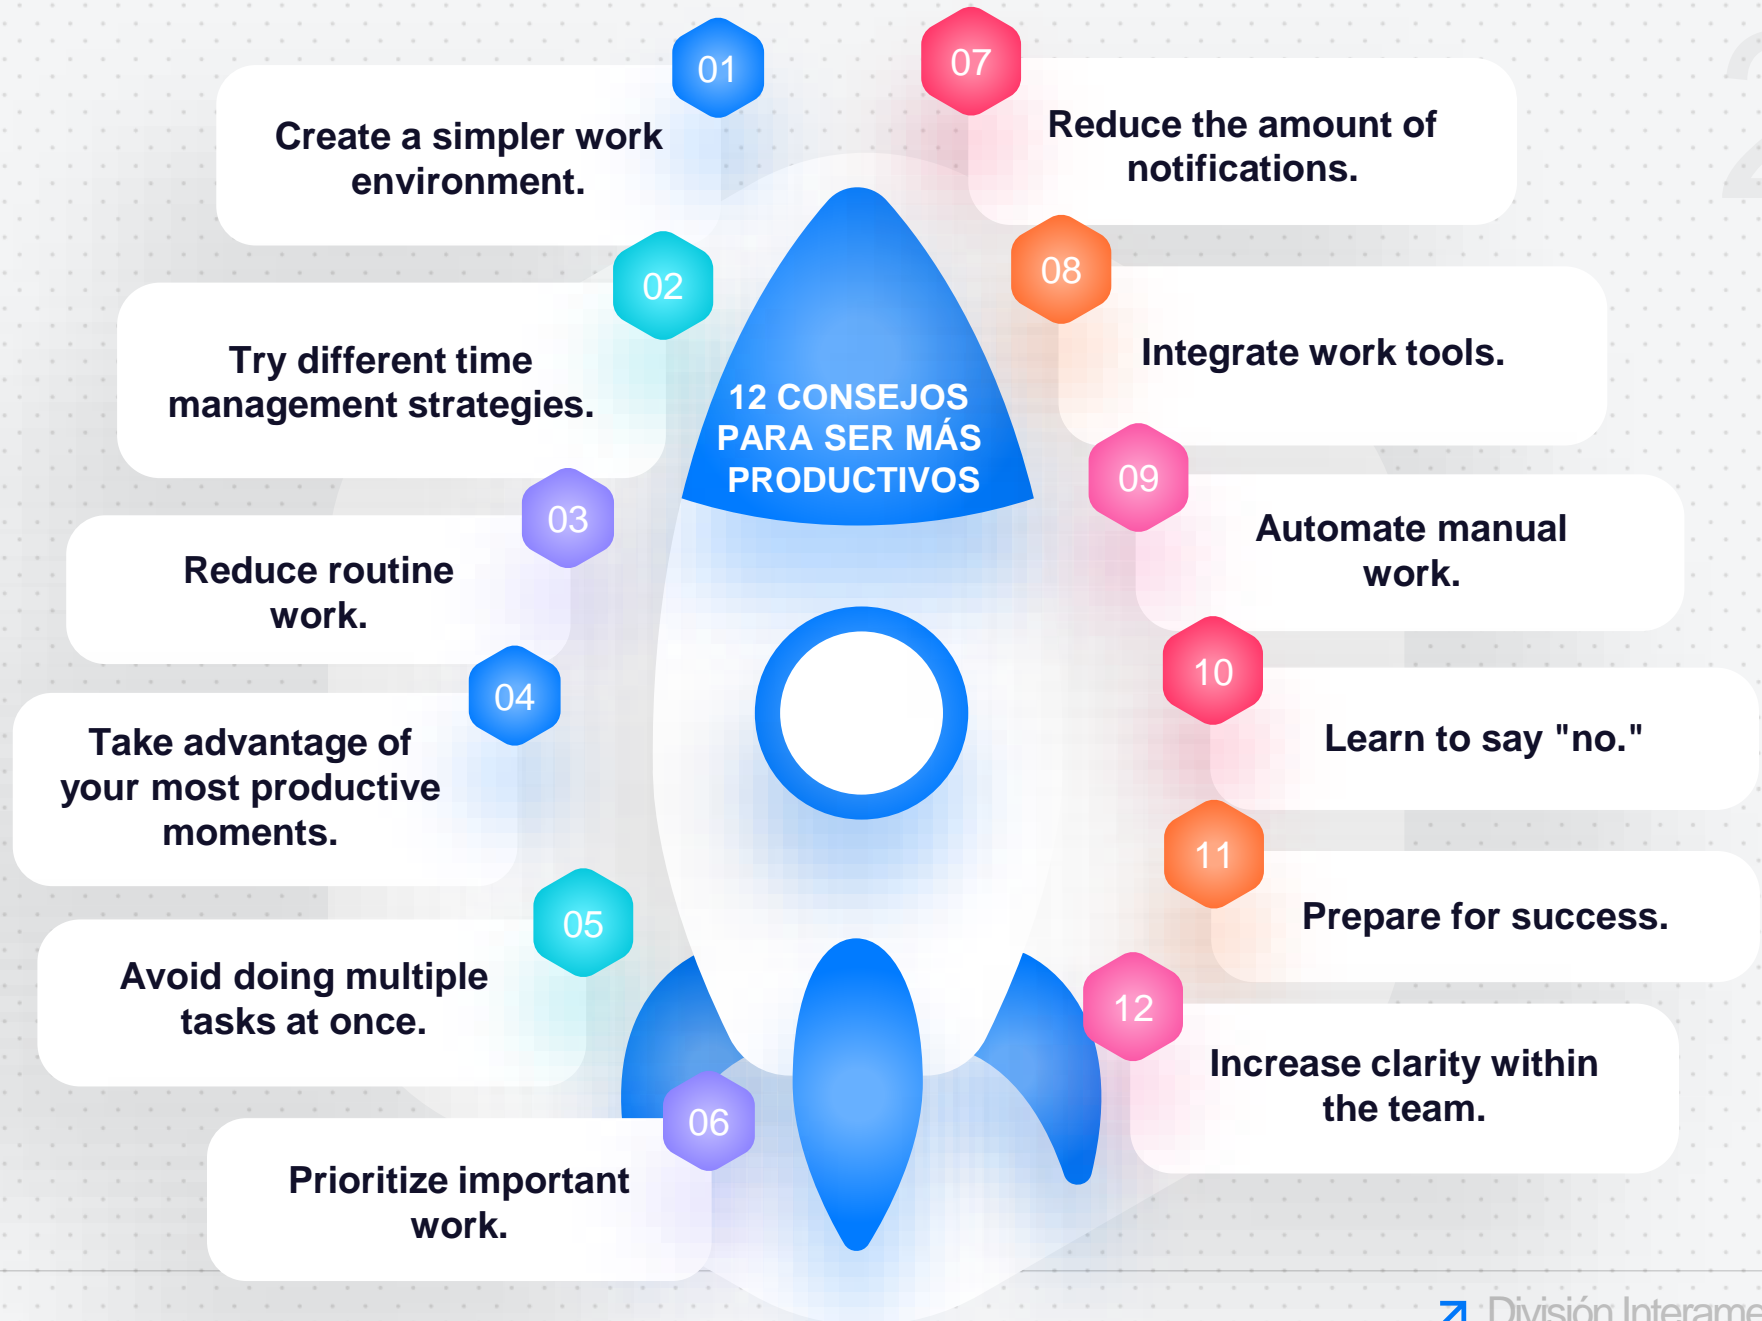 01
Create a simpler work
environment.
02
Try different time
management strategies.
03
Reduce routine
work.
04
Take advantage of
your most productive
moments.
05
Avoid doing multiple
tasks at once.
06
Prioritize important
work.
12 CONSEJOS
PARA SER MÁS
PRODUCTIVOS
07
Reduce the amount of
notifications.
08
Integrate work tools.
09
Automate manual
work.
10
Learn to say "no."
11
Prepare for success.
12
Increase clarity within
the team.
División